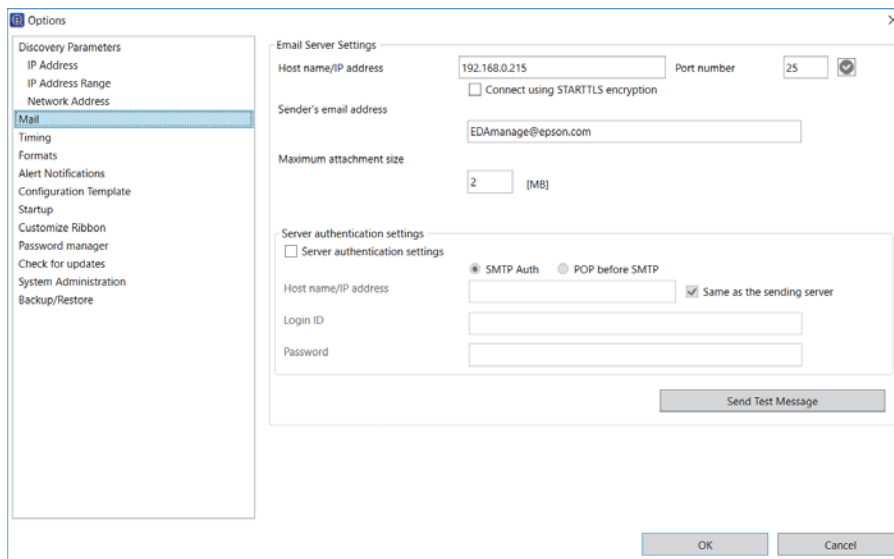 Options
Discovery Parameters
IP Address
IP Address Range
Network Address
Mail
Timing
Formats
Alert Notifications
Configuration Template
Startup
Customize Ribbon
Password manager
Check for updates
System Administration
Backup/Restore
Email Server Settings
Host name/IP address 192.168.0.215 Port number 25
Connect using STARTTLS encryption
Sender's email address
EDAmanage@epson.com
Maximum attachment size
2 [MB]
Server authentication settings
Server authentication settings
SMTP Auth POP before SMTP
Host name/IP address Same as the sending server
Login ID
Password
Send Test Message
OK Cancel